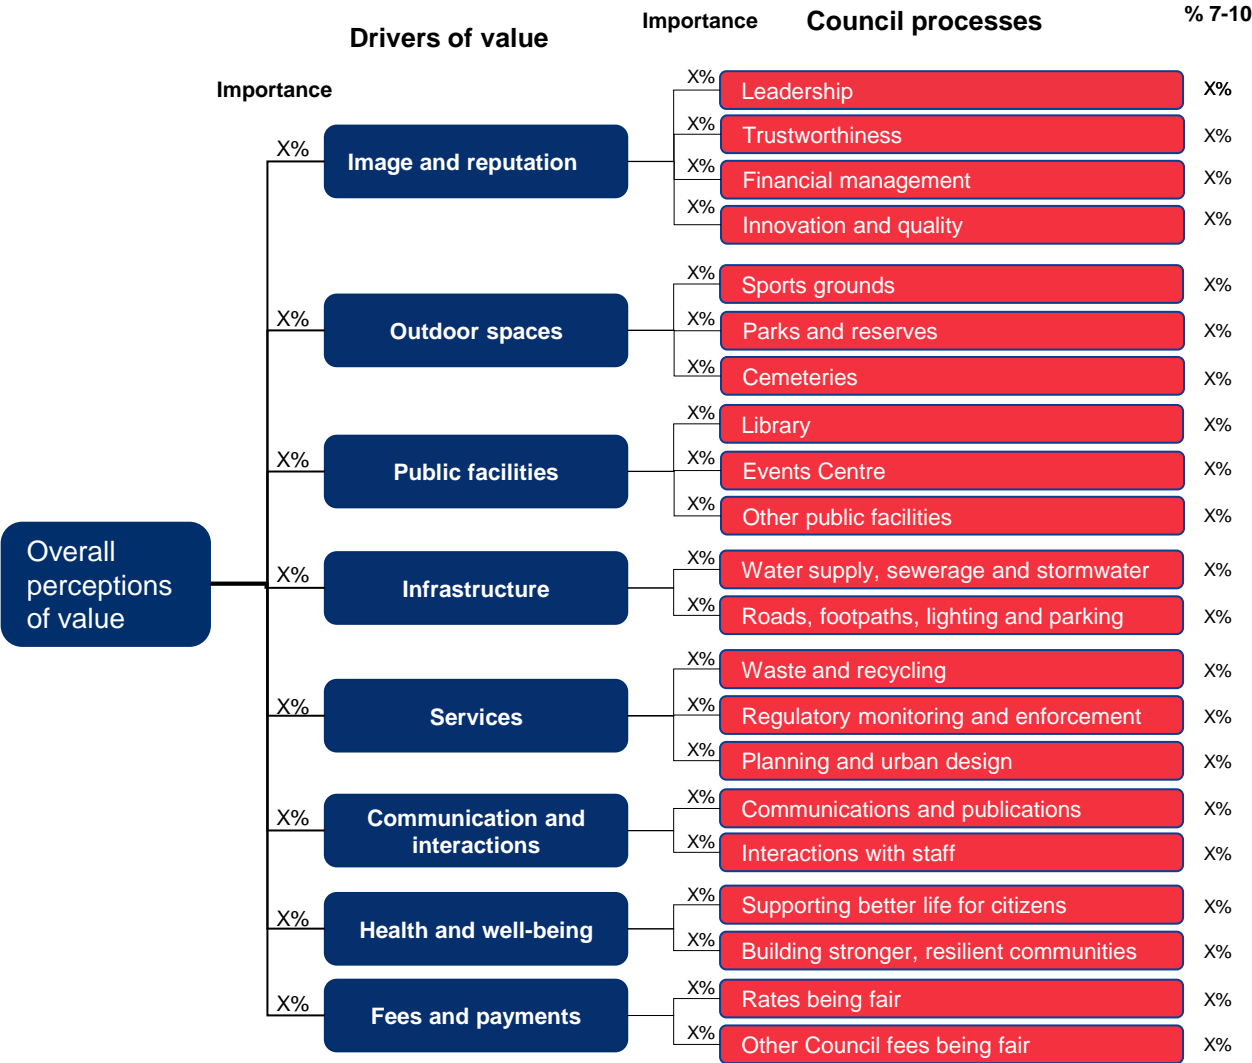 Drivers of value
Importance
Council processes
% 7-10
Importance
X%
Image and reputation
X%
Leadership
X%
X%
Trustworthiness
X%
X%
Financial management
X%
X%
Innovation and quality
X%
X%
Outdoor spaces
X%
Sports grounds
X%
X%
Parks and reserves
X%
X%
Cemeteries
X%
X%
Public facilities
X%
Library
X%
X%
Events Centre
X%
X%
Other public facilities
X%
Overall
perceptions
of value
X%
Infrastructure
X%
Water supply, sewerage and stormwater
X%
X%
Roads, footpaths, lighting and parking
X%
X%
Services
X%
Waste and recycling
X%
X%
Regulatory monitoring and enforcement
X%
X%
Planning and urban design
X%
X%
Communication and
interactions
X%
Communications and publications
X%
X%
Interactions with staff
X%
X%
Health and well-being
X%
Supporting better life for citizens
X%
X%
Building stronger, resilient communities
X%
X%
Fees and payments
X%
Rates being fair
X%
X%
Other Council fees being fair
X%